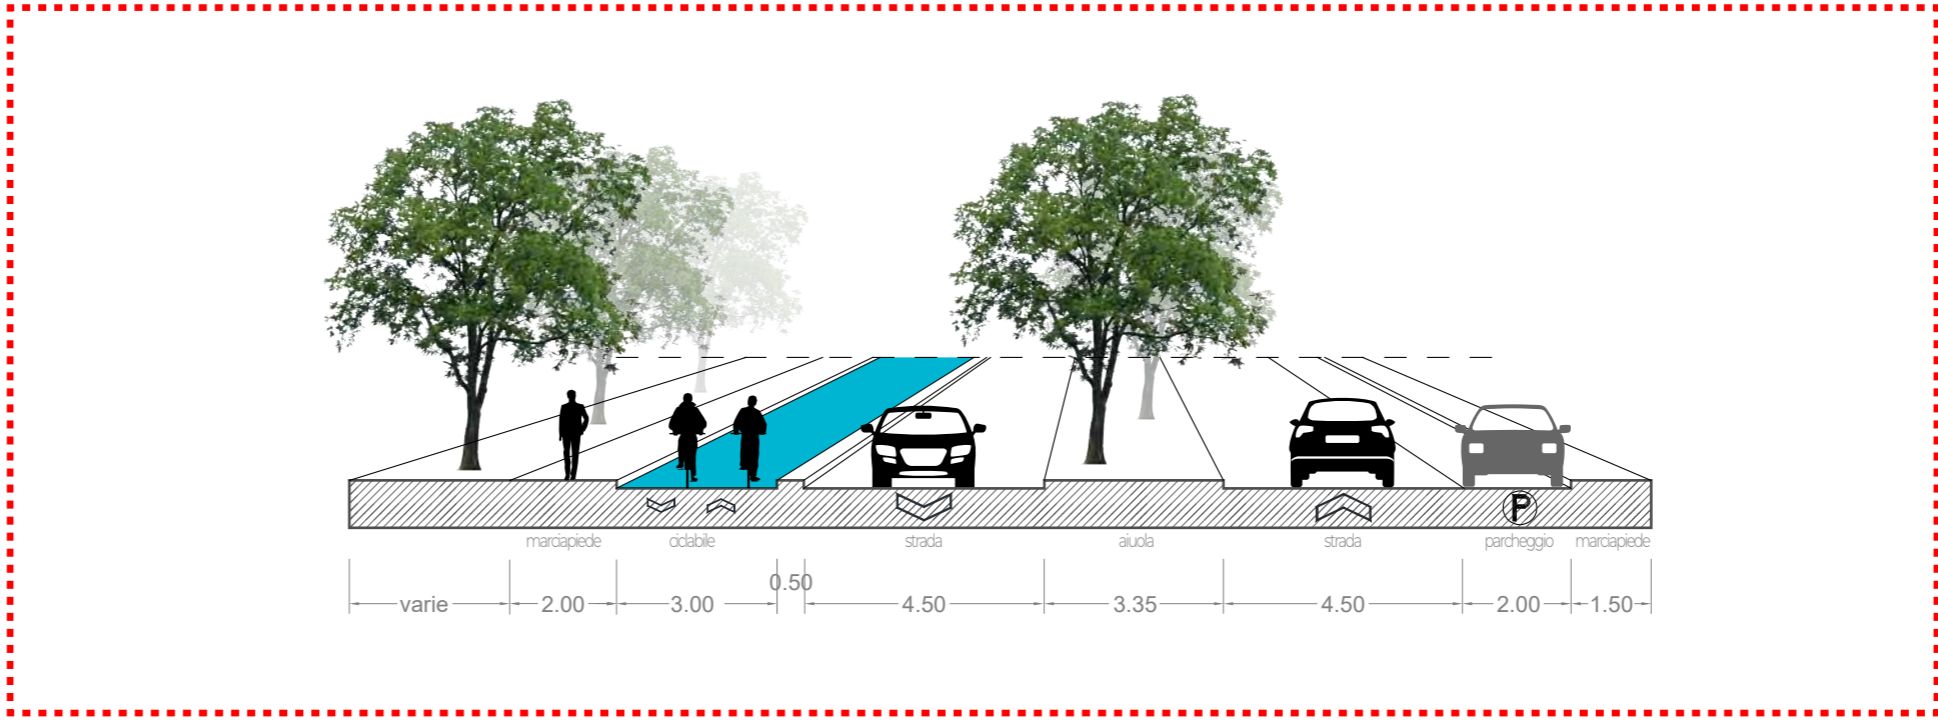 P
marciapiede ciclabile strada aiuola strada parcheggio marciapiede
0.50
varie 2.00 3.00 4.50 3.35 4.50 2.00 1.50